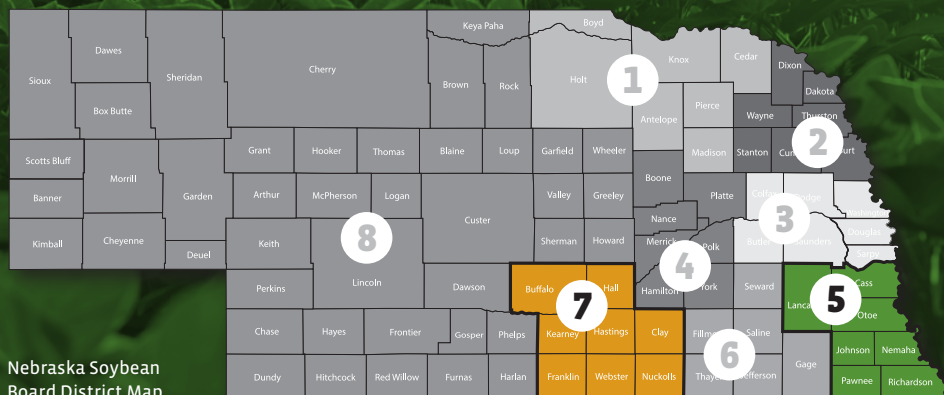 Keya Paha
Boyd
Dawes
Sioux
Sheridan
Cherry
Brown
Rock
Holt
Knox
Cedar
Dixon
Dakota
Box Butte
1
Antelope
Pierce
Wayne
Thurston
2
Scotts Bluff
Grant
Hooker
Thomas
Blaine
Loup
Garfield
Wheeler
Madison
Stanton
Boone
Morrill
Banner
Garden
Arthur
McPherson
Logan
Custer
Valley
Greeley
Platte
3
Nance
Kimball
Cheyenne
Deuel
Keith
8
Sherman
Howard
Merrick
Polk
Butler
Saunders
Douglas
Sarpy
4
Perkins
Lincoln
Dawson
Buffalo
Hall
7
Hamilton
York
Seward
5
Cass
Otoe
Chase
Hayes
Frontier
Gosper
Phelps
Kearney
Hastings
Clay
Saline
6
Johnson
Nemaha
Gage
Dundy
Hitchcock
Red Willow
Furnas
Harlan
Franklin
Webster
Nuckolls
Pawnee
Richardson
Nebraska Soybean
Board District Map